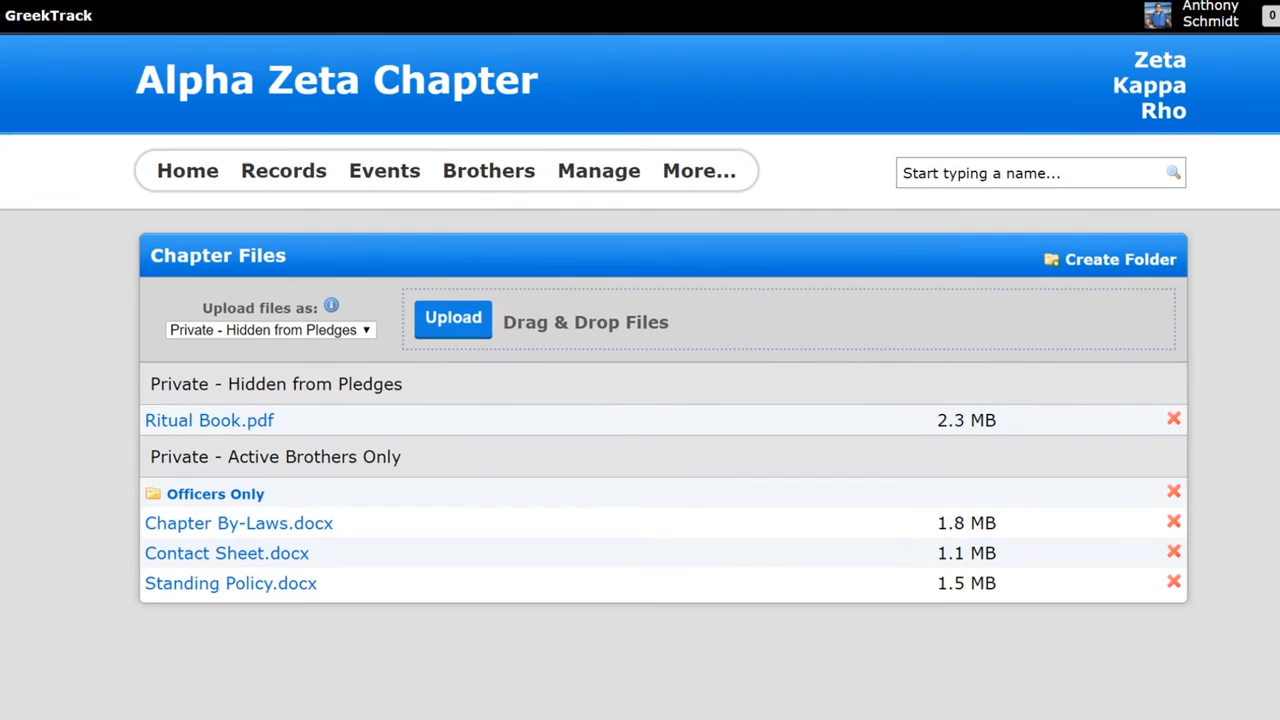 GreekTrack
Anthony
Schmidt
0
Alpha Zeta Chapter
Zeta
Kappa
Rho
Home Records Events Brothers Manage More...
Start typing a name...
Chapter Files
Create Folder
Upload files as:
Private - Hidden from Pledges
Upload
Drag & Drop Files
Private - Hidden from Pledges
Ritual Book.pdf 2.3 MB
Private - Active Brothers Only
Officers Only
Chapter By-Laws.docx 1.8 MB
Contact Sheet.docx 1.1 MB
Standing Policy.docx 1.5 MB